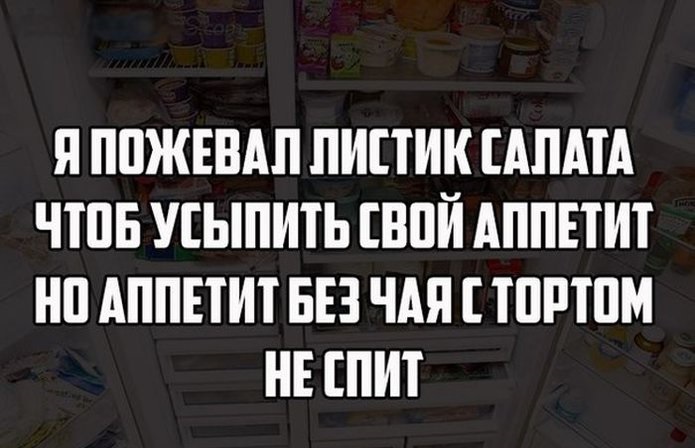 Я ПОЖЕВАЛ ЛИСТИК САЛАТА
ЧТОБ УСЫПИТЬ СВОЙ АППЕТИТ
НО АППЕТИТ БЕЗ ЧАЯ С ТОРТОМ
НЕ СПИТ